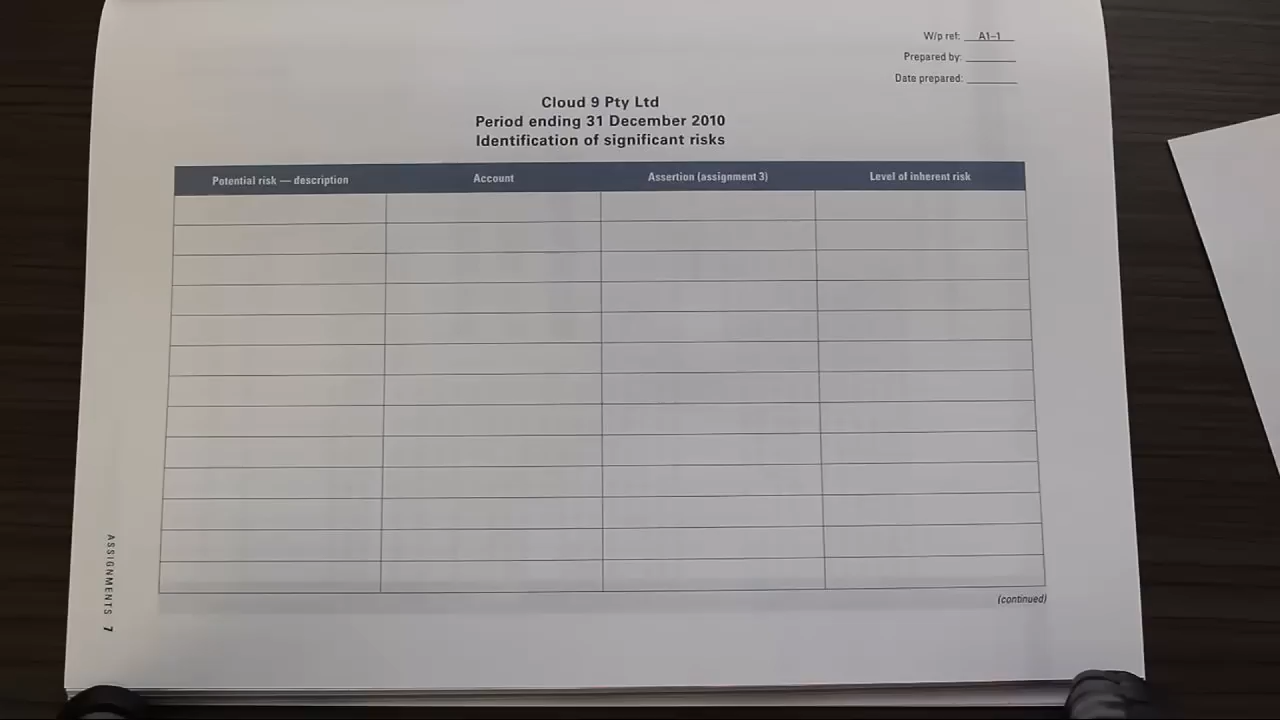 W/p ref: A1–1
Prepared by:
Date prepared:
Cloud 9 Pty Ltd
Period ending 31 December 2010
Identification of significant risks
Potential risk — description Account Assertion (assignment 3) Level of inherent risk
(continued)
ASSIGNMENTS 7